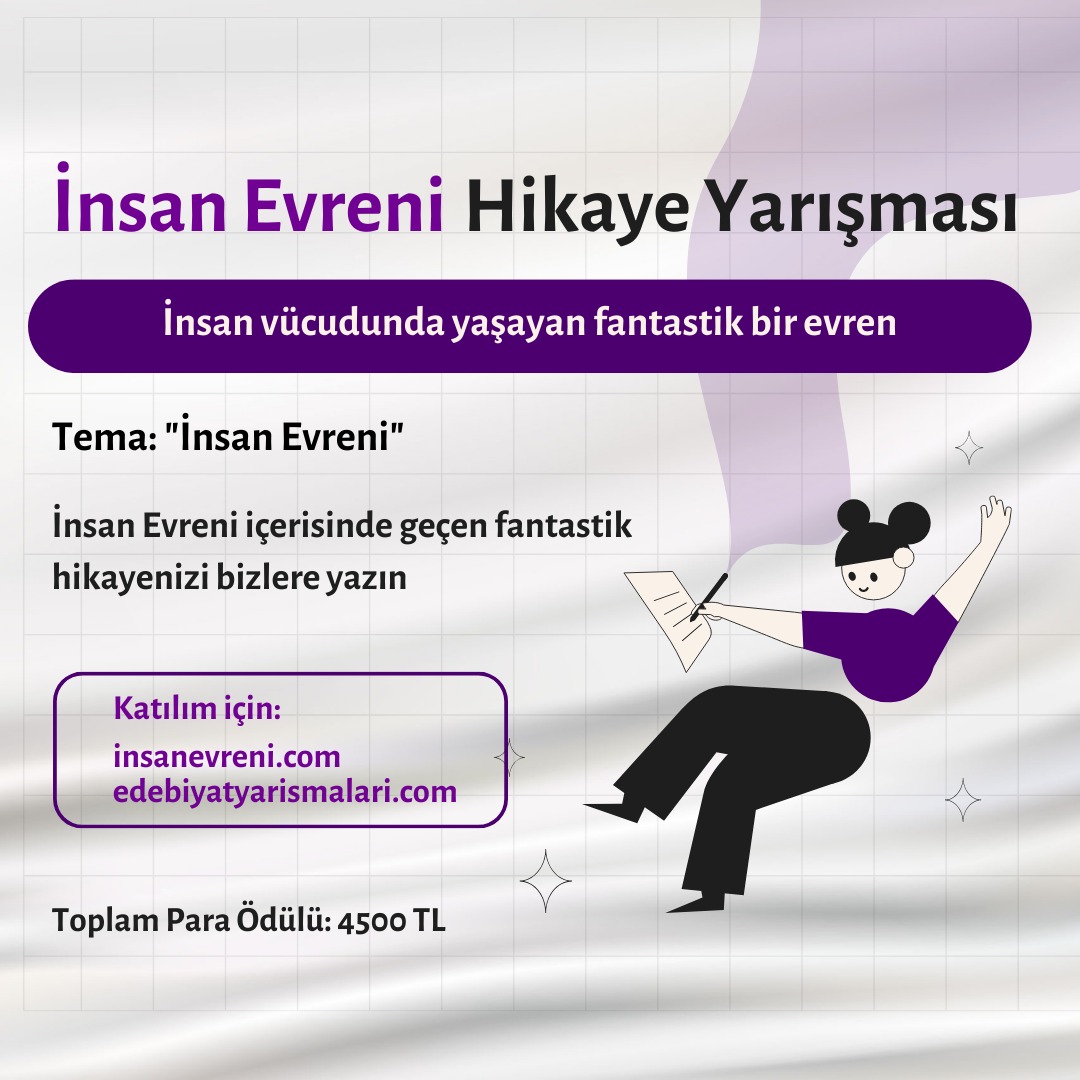 İnsan Evreni Hikaye Yarışması
İnsan vücudunda yaşayan fantastik bir evren
Tema: "İnsan Evreni"
İnsan Evreni içerisinde geçen fantastik
hikayenizi bizlere yazın
Katılım için:
insanevreni.com
edebiyatyarismalari.com
Toplam Para Ödülü: 4500 TL